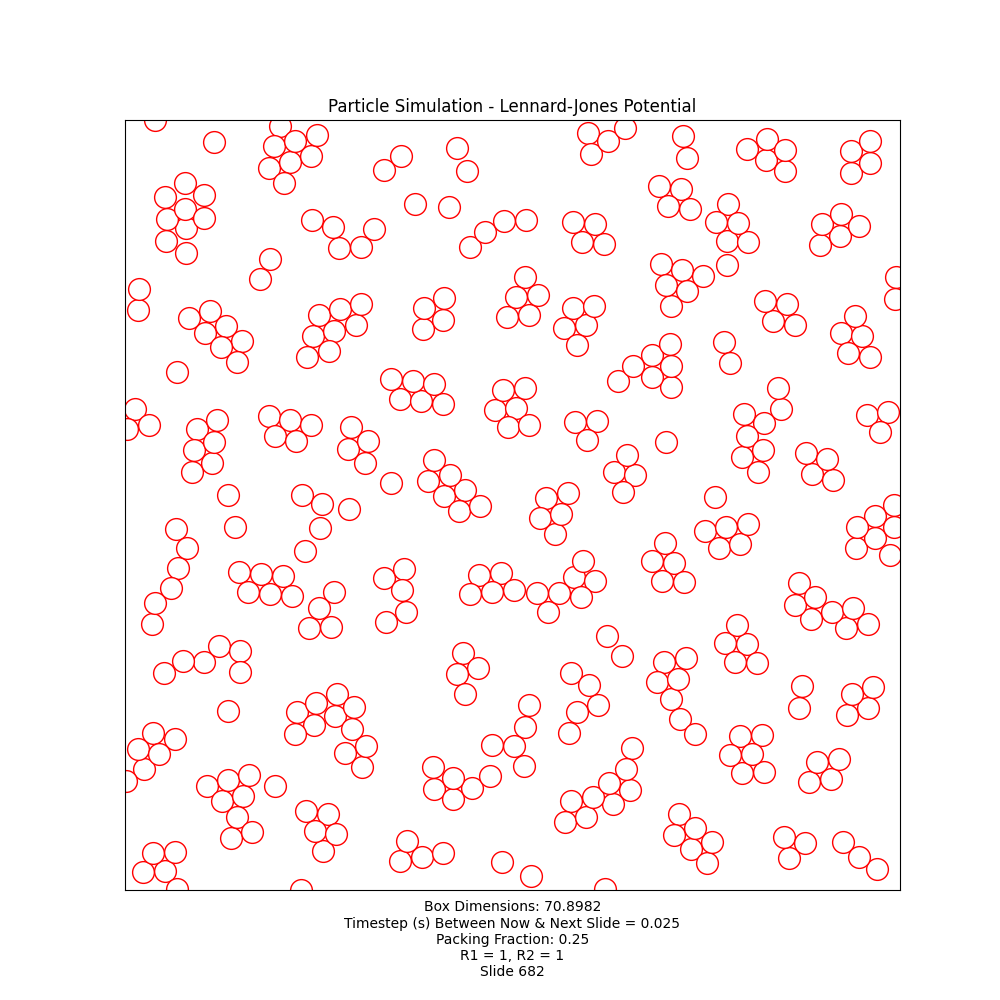 Particle Simulation - Lennard-Jones Potential
Box Dimensions: 70.8982
Timestep (s) Between Now & Next Slide = 0.025
Packing Fraction: 0.25
R1 = 1, R2 = 1
Slide 682